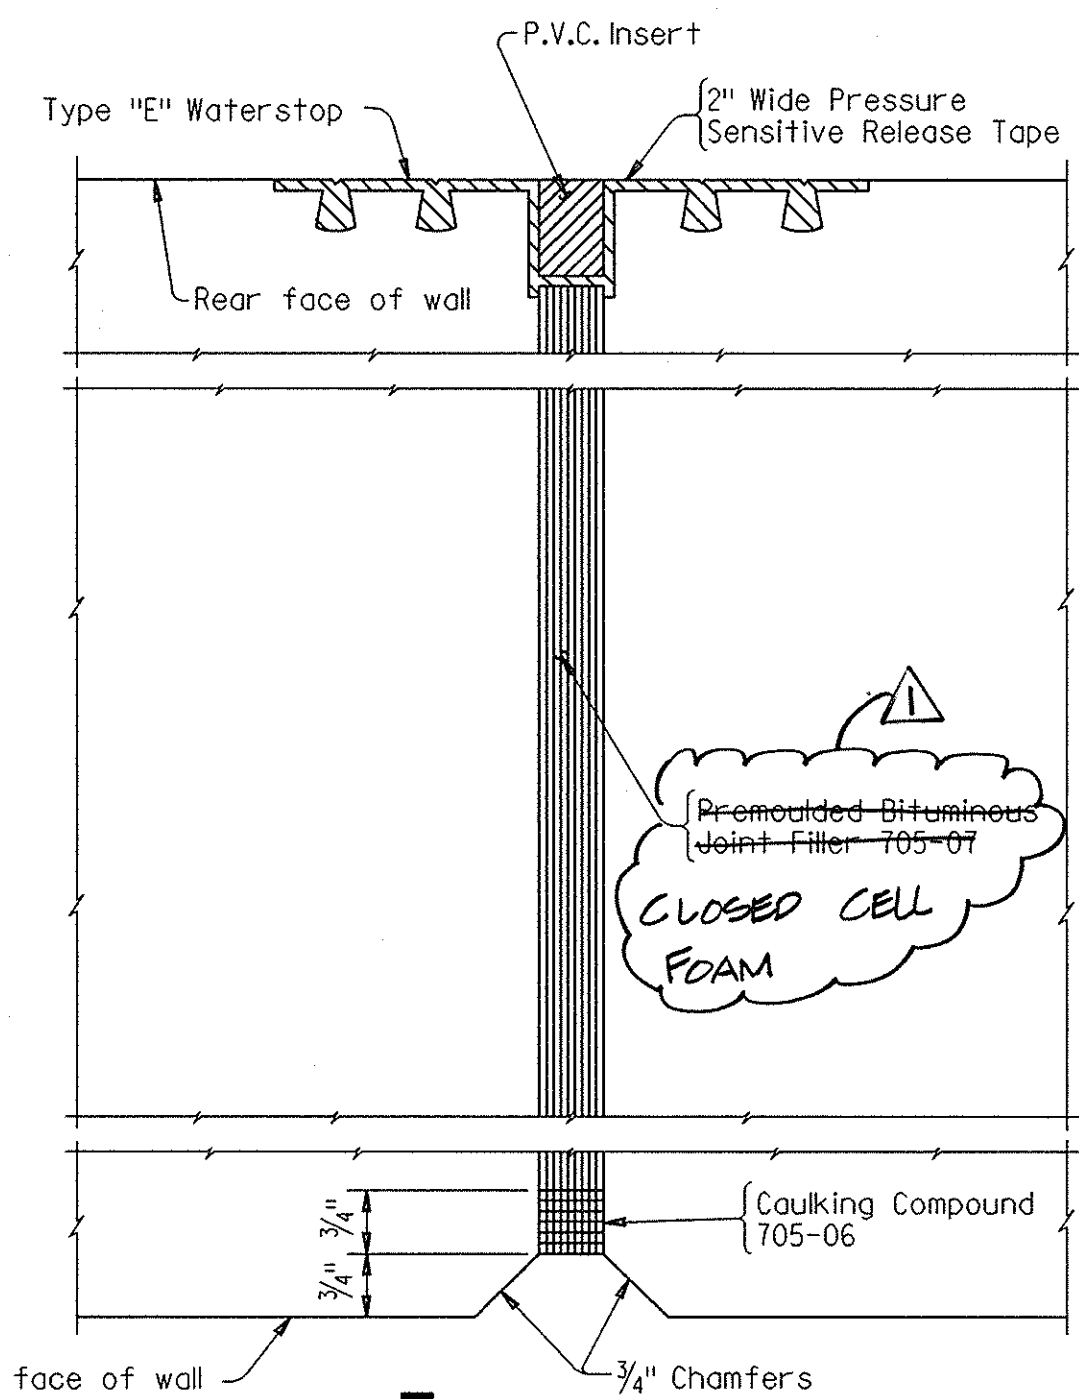 P.V.C. Insert
Type "E" Waterstop
2" Wide Pressure
Sensitive Release Tape
Rear face of wall
1
Premoulded Bituminous
Joint Filler 705-07
CLOSED CELL
FOAM
3/4"
3/4"
Caulking Compound
705-06
face of wall
3/4" Chamfers